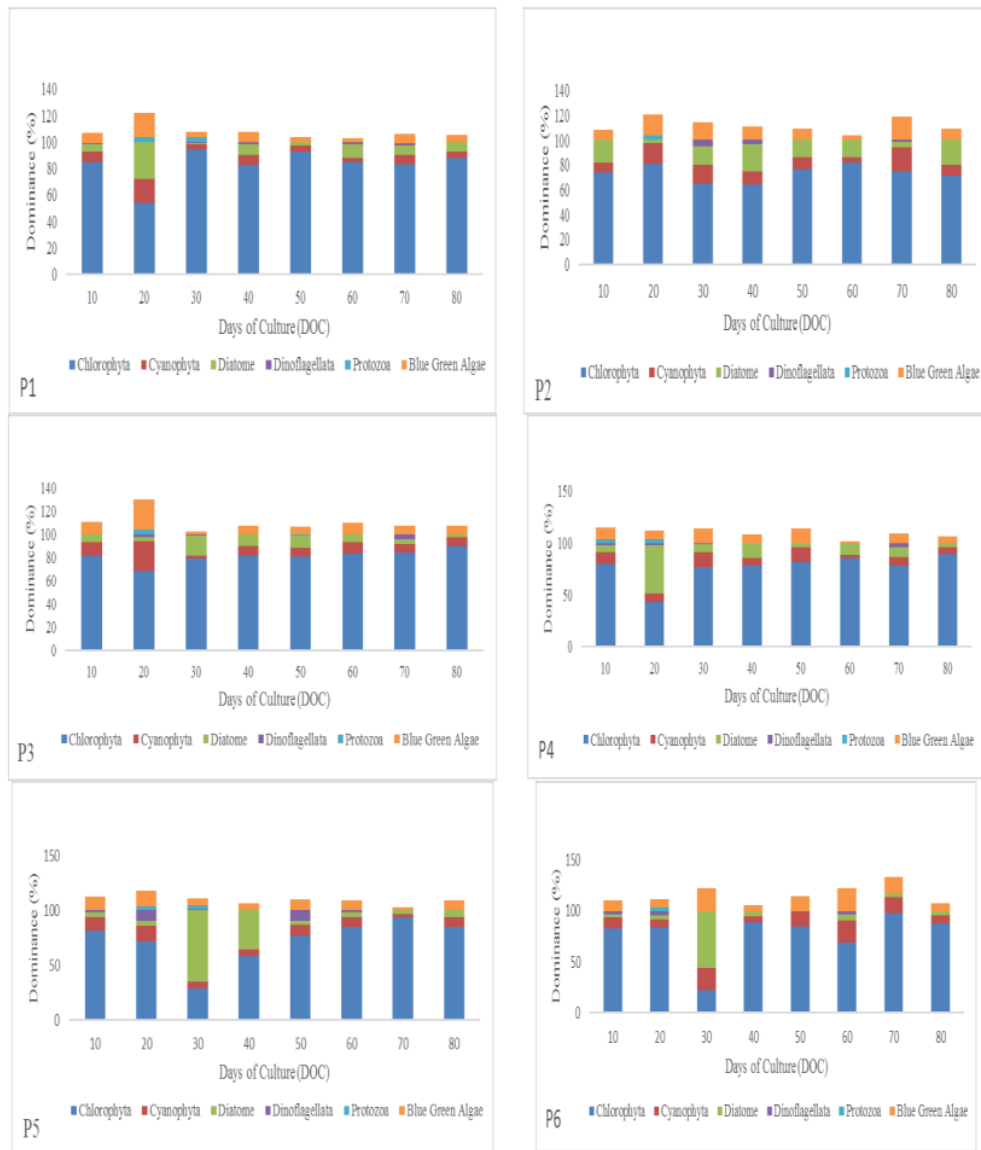 140
120
100
80
60
40
20
0
Dominance (%)
10 20 30 40 50 60 70 80
Days of Culture (DOC)
Chlorophyta Cyanophyta Diatome Dinoflagellata Protozoa Blue Green Algae
P1
140
120
100
80
60
40
20
0
Dominance (%)
10 20 30 40 50 60 70 80
Days of Culture (DOC)
Chlorophyta Cyanophyta Diatome Dinoflagellata Protozoa Blue Green Algae
P2
140
120
100
80
60
40
20
0
Dominance (%)
10 20 30 40 50 60 70 80
Days of Culture (DOC)
Chlorophyta Cyanophyta Diatome Dinoflagellata Protozoa Blue Green Algae
P3
150
100
50
0
Dominance (%)
10 20 30 40 50 60 70 80
Days of Culture (DOC)
Chlorophyta Cyanophyta Diatome Dinoflagellata Protozoa Blue Green Algae
P4
150
100
50
0
Dominance (%)
10 20 30 40 50 60 70 80
Days of Culture (DOC)
Chlorophyta Cyanophyta Diatome Dinoflagellata Protozoa Blue Green Algae
P5
150
100
50
0
Dominance (%)
10 20 30 40 50 60 70 80
Days of Culture (DOC)
Chlorophyta Cyanophyta Diatome Dinoflagellata Protozoa Blue Green Algae
P6